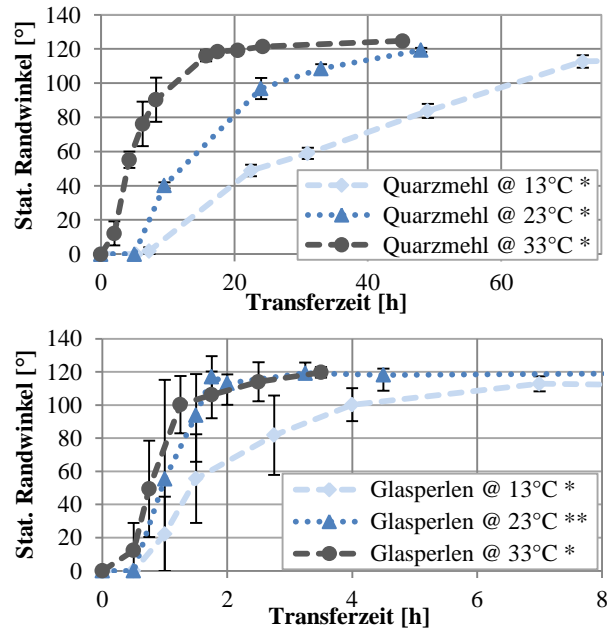 Stat. Randwinkel [°]
140
120
100
80
60
40
20
0
Quarzmehl @ 13°C *
Quarzmehl @ 23°C *
Quarzmehl @ 33°C *
0
20
40
60
Transferzeit [h]
Stat. Randwinkel [°]
140
120
100
80
60
40
20
0
Glasperlen @ 13°C *
Glasperlen @ 23°C **
Glasperlen @ 33°C *
0
2
4
6
8
Transferzeit [h]